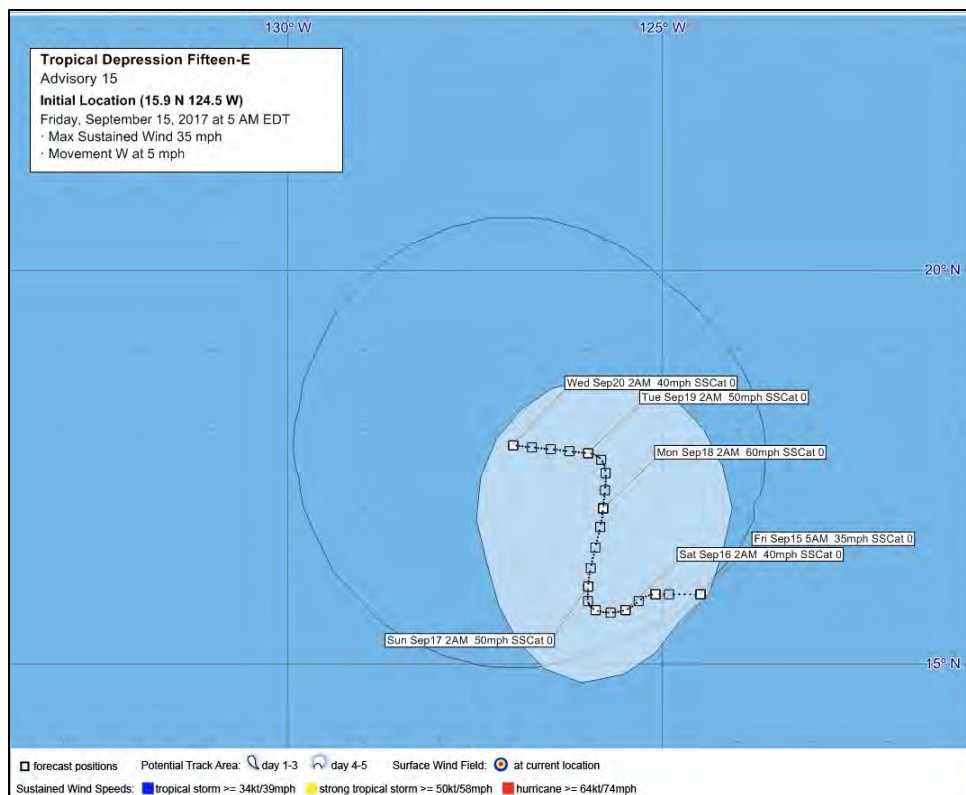 130° W
125° W
Tropical Depression Fifteen-E
Advisory 15
Initial Location (15.9 N 124.5 W)
Friday, September 15, 2017 at 5 AM EDT
· Max Sustained Wind 35 mph
· Movement W at 5 mph
20° N
Wed Sep20 2AM 40mph SSCat 0
Tue Sep19 2AM 50mph SSCat 0
Mon Sep18 2AM 60mph SSCat 0
Fri Sep15 5AM 35mph SSCat 0
Sat Sep16 2AM 40mph SSCat 0
Sun Sep17 2AM 50mph SSCat 0
15° N
forecast positions Potential Track Area: day 1-3 day 4-5 Surface Wind Field: at current location
Sustained Wind Speeds: tropical storm >= 34kt/39mph strong tropical storm >= 50kt/58mph hurricane >= 64kt/74mph